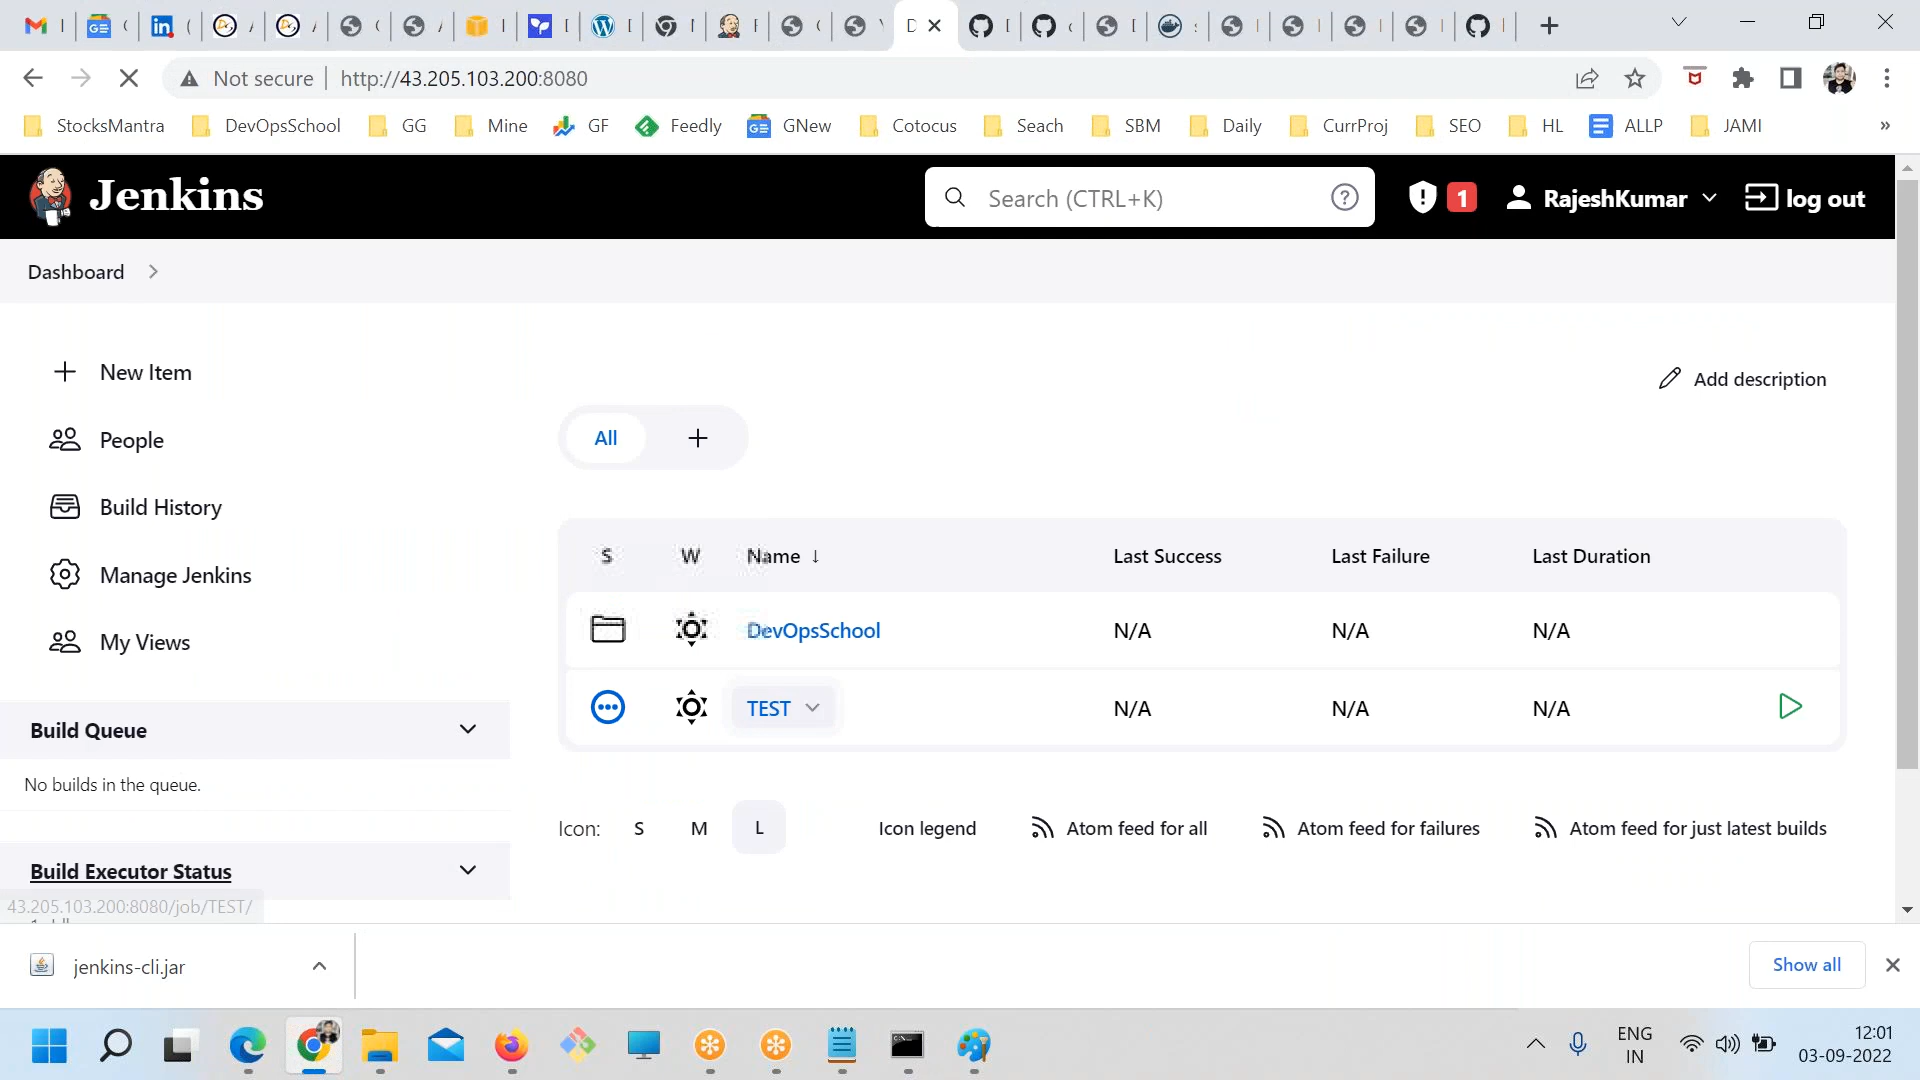 Not secure | http://43.205.103.200:8080
StocksMantra DevOpsSchool GG Mine GF Feedly GNew Cotocus Seach SBM Daily CurrProj SEO HL ALLP JAMI »
Jenkins
Search (CTRL+K)
1
RajeshKumar
log out
Dashboard
New Item
People
Build History
Manage Jenkins
My Views
Build Queue
No builds in the queue.
Build Executor Status
43.205.103.200:8080/job/TEST/
Add description
All +
S W Name ↓ Last Success Last Failure Last Duration
DevOpsSchool N/A N/A N/A
TEST N/A N/A N/A
Icon: S M L Icon legend Atom feed for all Atom feed for failures Atom feed for just latest builds
jenkins-cli.jar
Show all
ENG
IN
12:01
03-09-2022